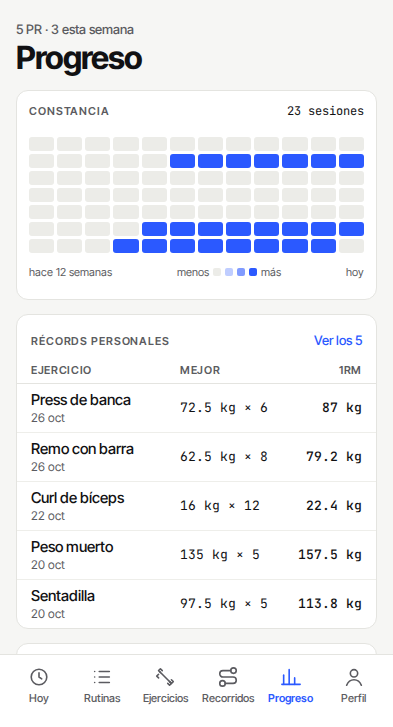 5 PR · 3 esta semana
Progreso
CONSTANCIA 23 sesiones
hace 12 semanas menos más hoy
RÉCORDS PERSONALES Ver los 5
EJERCICIO MEJOR 1RM
Press de banca
26 oct
72.5 kg × 6 87 kg
Remo con barra
26 oct
62.5 kg × 8 79.2 kg
Curl de bíceps
22 oct
16 kg × 12 22.4 kg
Peso muerto
20 oct
135 kg × 5 157.5 kg
Sentadilla
20 oct
97.5 kg × 5 113.8 kg
Hoy Rutinas Ejercicios Recorridos Progreso Perfil